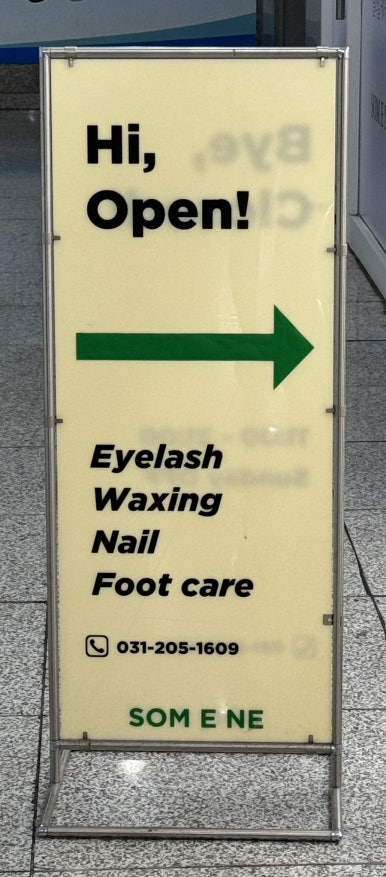 Hi,
Open!
Eyelash
Waxing
Nail
Foot care
031-205-1609
SOM E NE